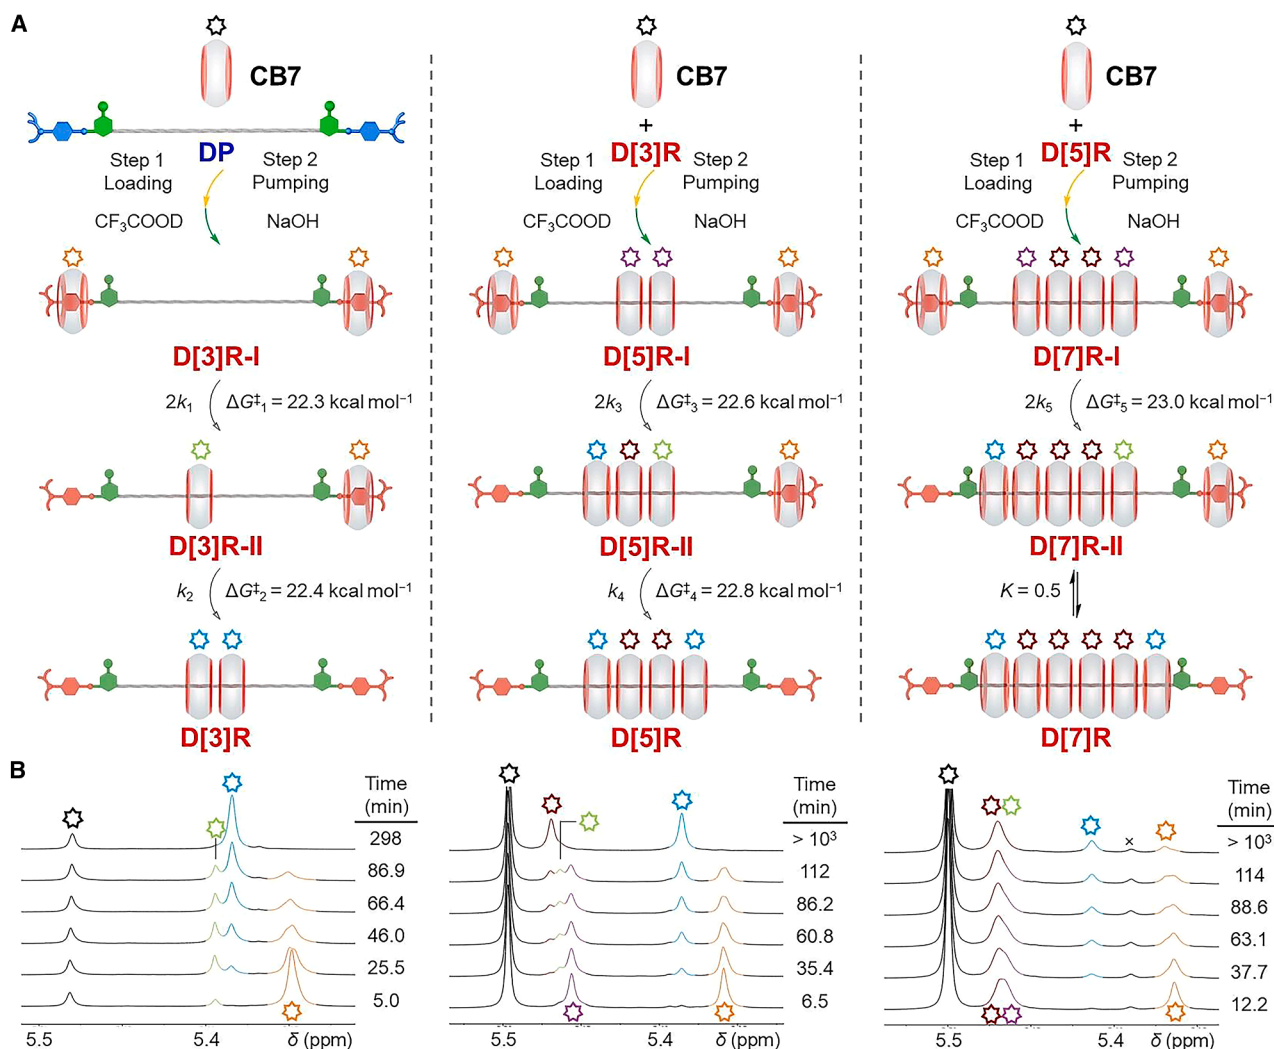 A
CB7
DP
Step 1
Loading
Step 2
Pumping
CF₃COOD
NaOH
D[3]R-I
2k₁
ΔG‡₁ = 22.3 kcal mol⁻¹
D[3]R-II
k₂
ΔG‡₂ = 22.4 kcal mol⁻¹
D[3]R
CB7
+
D[3]R
Step 1
Loading
Step 2
Pumping
CF₃COOD
NaOH
D[5]R-I
2k₃
ΔG‡₃ = 22.6 kcal mol⁻¹
D[5]R-II
k₄
ΔG‡₄ = 22.8 kcal mol⁻¹
D[5]R
CB7
+
D[5]R
Step 1
Loading
Step 2
Pumping
CF₃COOD
NaOH
D[7]R-I
2k₅
ΔG‡₅ = 23.0 kcal mol⁻¹
D[7]R-II
K = 0.5
D[7]R
B
Time
(min)
298
86.9
66.4
46.0
25.5
5.0
5.5
5.4
δ (ppm)
Time
(min)
> 10³
112
86.2
60.8
35.4
6.5
5.5
5.4
δ (ppm)
×
Time
(min)
> 10³
114
88.6
63.1
37.7
12.2
5.5
5.4
δ (ppm)